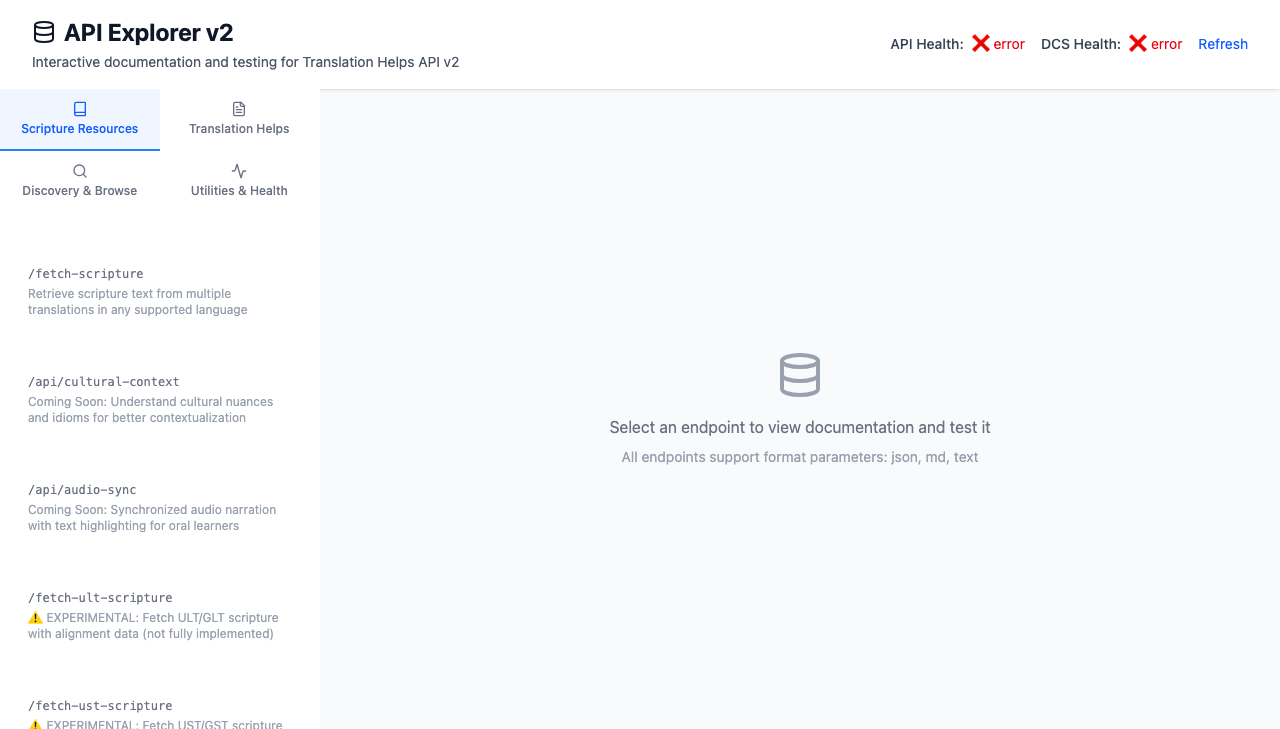 API Explorer v2
Interactive documentation and testing for Translation Helps API v2
API Health: ❌ error DCS Health: ❌ error Refresh
Scripture Resources
Translation Helps
Discovery & Browse
Utilities & Health
/fetch-scripture
Retrieve scripture text from multiple
translations in any supported language
/api/cultural-context
Coming Soon: Understand cultural nuances
and idioms for better contextualization
/api/audio-sync
Coming Soon: Synchronized audio narration
with text highlighting for oral learners
/fetch-ult-scripture
⚠️ EXPERIMENTAL: Fetch ULT/GLT scripture
with alignment data (not fully implemented)
/fetch-ust-scripture
⚠️ EXPERIMENTAL: Fetch UST/GST scripture
Select an endpoint to view documentation and test it
All endpoints support format parameters: json, md, text